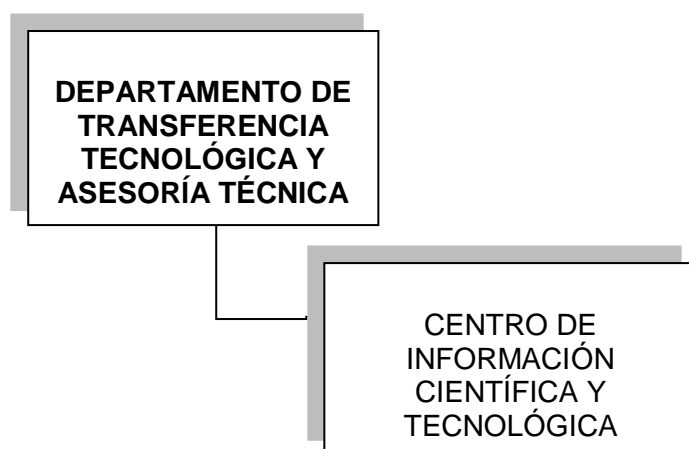 DEPARTAMENTO DE
TRANSFERENCIA
TECNOLÓGICA Y
ASESORÍA TÉCNICA
CENTRO DE
INFORMACIÓN
CIENTÍFICA Y
TECNOLÓGICA